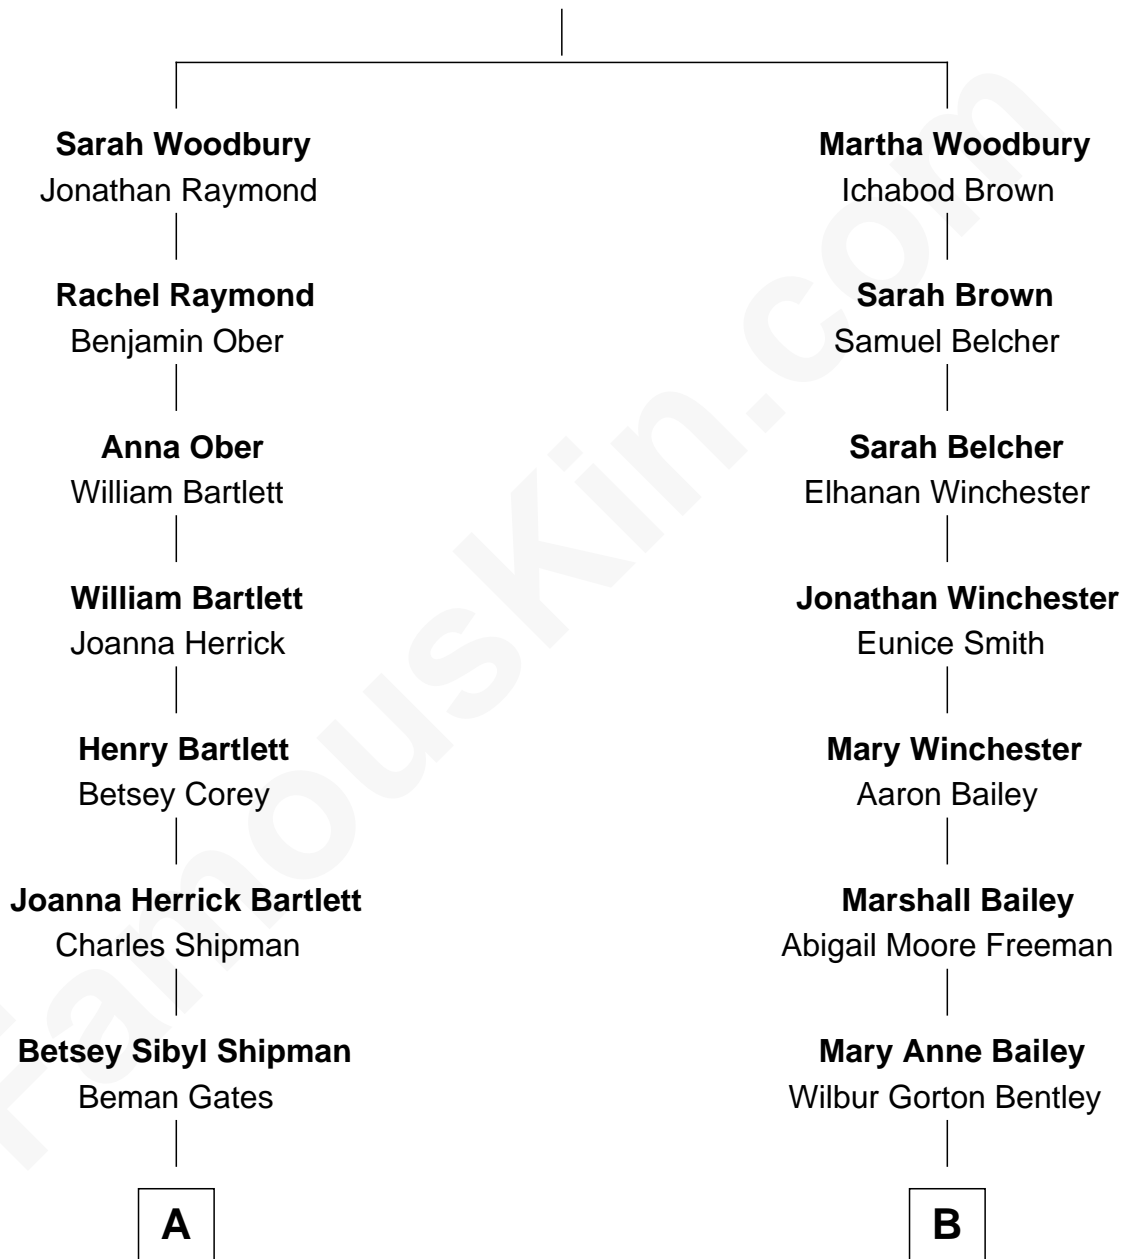 Sarah Woodbury
Jonathan Raymond
Rachel Raymond
Benjamin Ober
Anna Ober
William Bartlett
William Bartlett
Joanna Herrick
Henry Bartlett
Betsey Corey
Joanna Herrick Bartlett
Charles Shipman
Betsey Sibyl Shipman
Beman Gates
A
Martha Woodbury
Ichabod Brown
Sarah Brown
Samuel Belcher
Sarah Belcher
Elhanan Winchester
Jonathan Winchester
Eunice Smith
Mary Winchester
Aaron Bailey
Marshall Bailey
Abigail Moore Freeman
Mary Anne Bailey
Wilbur Gorton Bentley
B
FamousKin.com